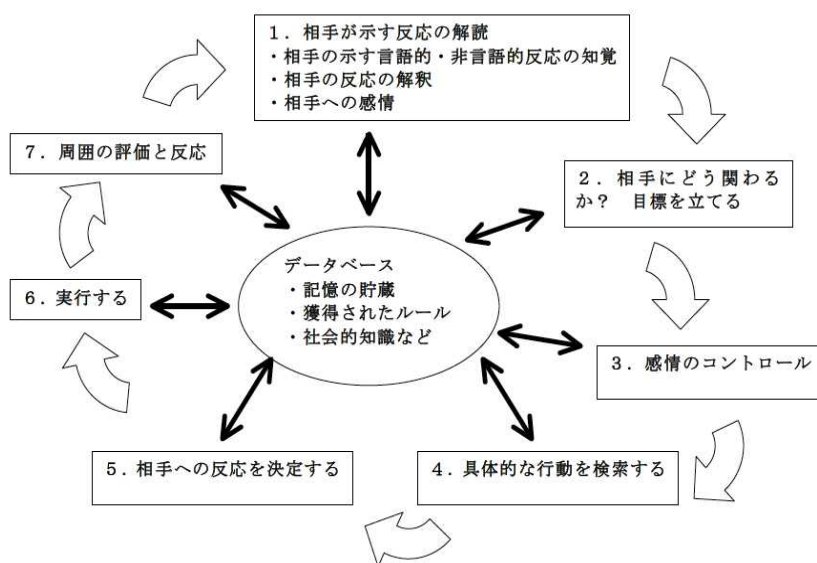 1．相手が示す反応の解読
・相手の示す言語的・非言語的反応の知覚
・相手の反応の解釈
・相手への感情
2．相手にどう関わる
か？　目標を立てる
3．感情のコントロール
4．具体的な行動を検索する
5．相手への反応を決定する
6．実行する
7．周囲の評価と反応
データベース
・記憶の貯蔵
・獲得されたルール
・社会的知識など